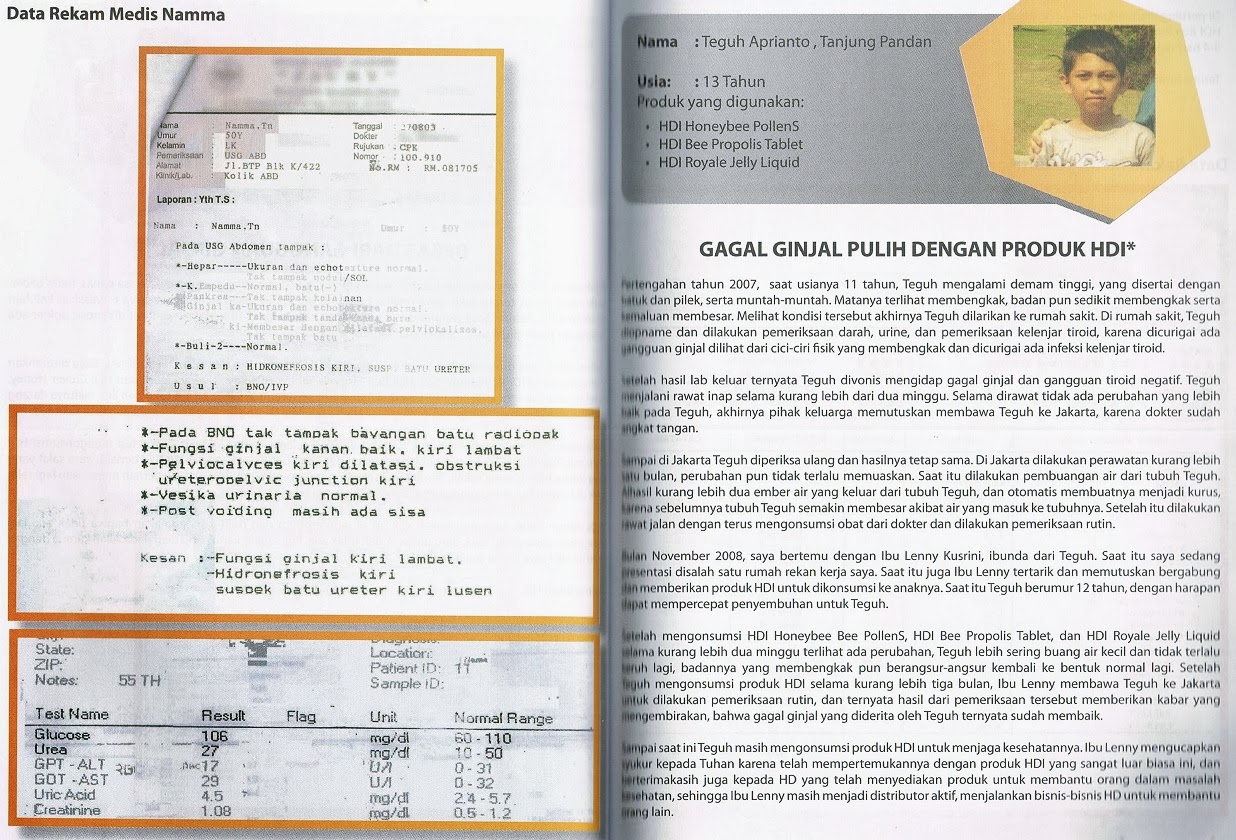 Data Rekam Medis Namma
Nama : Namma.Tn
Umur : 50Y
Kelamin : LK
Pemeriksaan : USG ABD
Alamat : Jl.BTP Blk K/422
Klinik/Lab. : Kolik ABD
Tanggal : 270803
Dokter :
Rujukan : CPK
Nomor : 100.910
No.RM : RM.081705
Laporan : Yth T.S :
Nama : Namma.Tn Umur : 50Y
Pada USG Abdomen tampak :
*-Hepar-----Ukuran dan echotexture normal.
Tak tampak nodul/SOL
*-K.Empedu--Normal, batu(-)
Pankreas--Tak tampak kelainan
Ginjal ka-Ukuran dan echotexture normal
Tak tampak tanda batu
ki-Membesar dengan dilatasi pelviokalises.
Tak tampak batu
*-Buli-2----Normal.
K e s a n : HIDRONEFROSIS KIRI, SUSP. BATU URETER
U s u l : BNO/IVP
*-Pada BNO tak tampak bayangan batu radiopak
*-Fungsi ginjal kanan baik. kiri lambat
*-Pelviocalyces kiri dilatasi. obstruksi
ureteropelvic junction kiri
*-Vesika urinaria normal.
*-Post voiding masih ada sisa
Kesan :-Fungsi ginjal kiri lambat.
-Hidronefrosis kiri
suspek batu ureter kiri lusen
State:
ZIP:
Notes: 55 TH
Location:
Patient ID: 11
Sample ID:
Test Name Result Flag Unit Normal Range
Glucose 106 mg/dl 60 - 110
Urea 27 mg/dl 10 - 50
GPT - ALT 17 U/l 0 - 31
GOT - AST 29 U/l 0 - 32
Uric Acid 4.5 mg/dl 2.4 - 5.7
Creatinine 1.08 mg/dl 0.5 - 1.2
Nama : Teguh Aprianto , Tanjung Pandan
Usia: : 13 Tahun
Produk yang digunakan:
• HDI Honeybee PollenS
• HDI Bee Propolis Tablet
• HDI Royale Jelly Liquid
GAGAL GINJAL PULIH DENGAN PRODUK HDI*
Pertengahan tahun 2007, saat usianya 11 tahun, Teguh mengalami demam tinggi, yang disertai dengan
batuk dan pilek, serta muntah-muntah. Matanya terlihat membengkak, badan pun sedikit membengkak serta
kemaluan membesar. Melihat kondisi tersebut akhirnya Teguh dilarikan ke rumah sakit. Di rumah sakit, Teguh
diopname dan dilakukan pemeriksaan darah, urine, dan pemeriksaan kelenjar tiroid, karena dicurigai ada
gangguan ginjal dilihat dari cici-ciri fisik yang membengkak dan dicurigai ada infeksi kelenjar tiroid.
Setelah hasil lab keluar ternyata Teguh divonis mengidap gagal ginjal dan gangguan tiroid negatif. Teguh
menjalani rawat inap selama kurang lebih dari dua minggu. Selama dirawat tidak ada perubahan yang lebih
baik pada Teguh, akhirnya pihak keluarga memutuskan membawa Teguh ke Jakarta, karena dokter sudah
angkat tangan.
Sampai di Jakarta Teguh diperiksa ulang dan hasilnya tetap sama. Di Jakarta dilakukan perawatan kurang lebih
satu bulan, perubahan pun tidak terlalu memuaskan. Saat itu dilakukan pembuangan air dari tubuh Teguh.
Alhasil kurang lebih dua ember air yang keluar dari tubuh Teguh, dan otomatis membuatnya menjadi kurus,
karena sebelumnya tubuh Teguh semakin membesar akibat air yang masuk ke tubuhnya. Setelah itu dilakukan
rawat jalan dengan terus mengonsumsi obat dari dokter dan dilakukan pemeriksaan rutin.
Bulan November 2008, saya bertemu dengan Ibu Lenny Kusrini, ibunda dari Teguh. Saat itu saya sedang
presentasi disalah satu rumah rekan kerja saya. Saat itu juga Ibu Lenny tertarik dan memutuskan bergabung
dan memberikan produk HDI untuk dikonsumsi ke anaknya. Saat itu Teguh berumur 12 tahun, dengan harapan
dapat mempercepat penyembuhan untuk Teguh.
Setelah mengonsumsi HDI Honeybee Bee PollenS, HDI Bee Propolis Tablet, dan HDI Royale Jelly Liquid
selama kurang lebih dua minggu terlihat ada perubahan, Teguh lebih sering buang air kecil dan tidak terlalu
keruh lagi, badannya yang membengkak pun berangsur-angsur kembali ke bentuk normal lagi. Setelah
Teguh mengonsumsi produk HDI selama kurang lebih tiga bulan, Ibu Lenny membawa Teguh ke Jakarta
untuk dilakukan pemeriksaan rutin, dan ternyata hasil dari pemeriksaan tersebut memberikan kabar yang
mengembirakan, bahwa gagal ginjal yang diderita oleh Teguh ternyata sudah membaik.
Sampai saat ini Teguh masih mengonsumsi produk HDI untuk menjaga kesehatannya. Ibu Lenny mengucapkan
syukur kepada Tuhan karena telah mempertemukannya dengan produk HDI yang sangat luar biasa ini, dan
berterimakasih juga kepada HD yang telah menyediakan produk untuk membantu orang dalam masalah
kesehatan, sehingga Ibu Lenny masih menjadi distributor aktif, menjalankan bisnis-bisnis HD untuk membantu
orang lain.